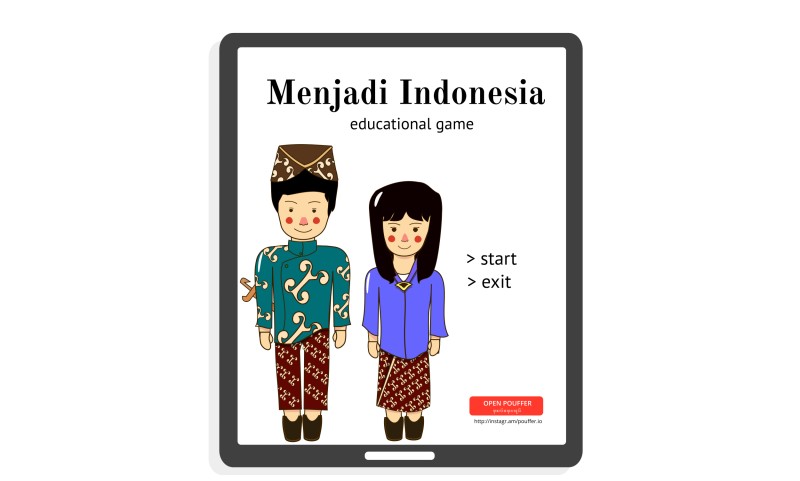 Menjadi Indonesia
educational game
> start
> exit
OPEN POUFFER
http://instagr.am/pouffer.io